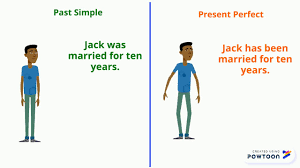 Past Simple
Jack was
married for ten
years.
Present Perfect
Jack has been
married for ten
years.
CREATED USING
POWTOON